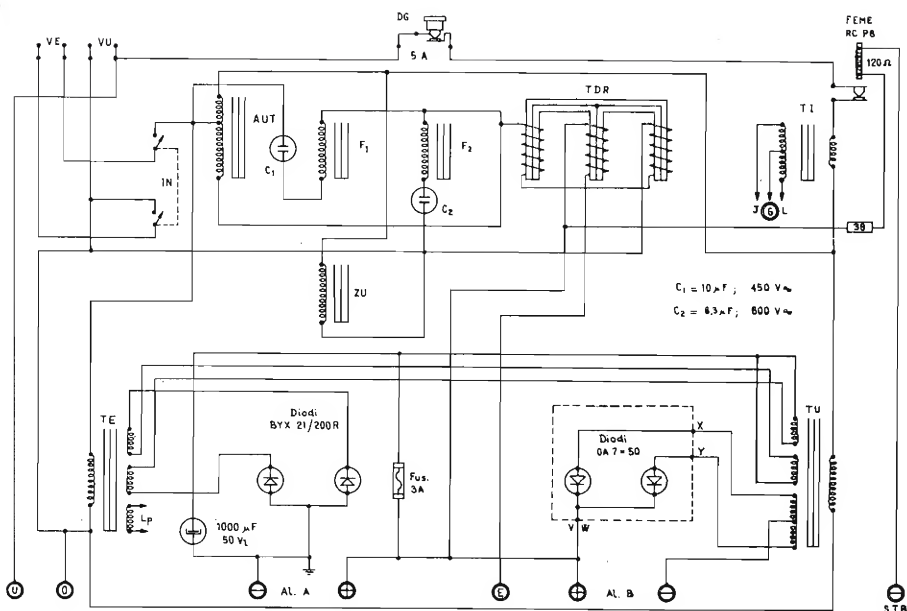 VE VU
DG
5 A
FEME
RC P8
120Ω
TDR
TI
AUT
C₁
F₁
F₂
C₂
IN
J G L
39
ZU
C₁ = 10 µF ; 450 V∾
C₂ = 6,3 µF ; 600 V∾
TE
Diodi
BYX 21/200R
Diodi
OA 7=50
X
Y
TU
Fus.
3A
Lp
1000 µF
50 VL
V W
U
O
Al. A
E
Al. B
S.T.B.